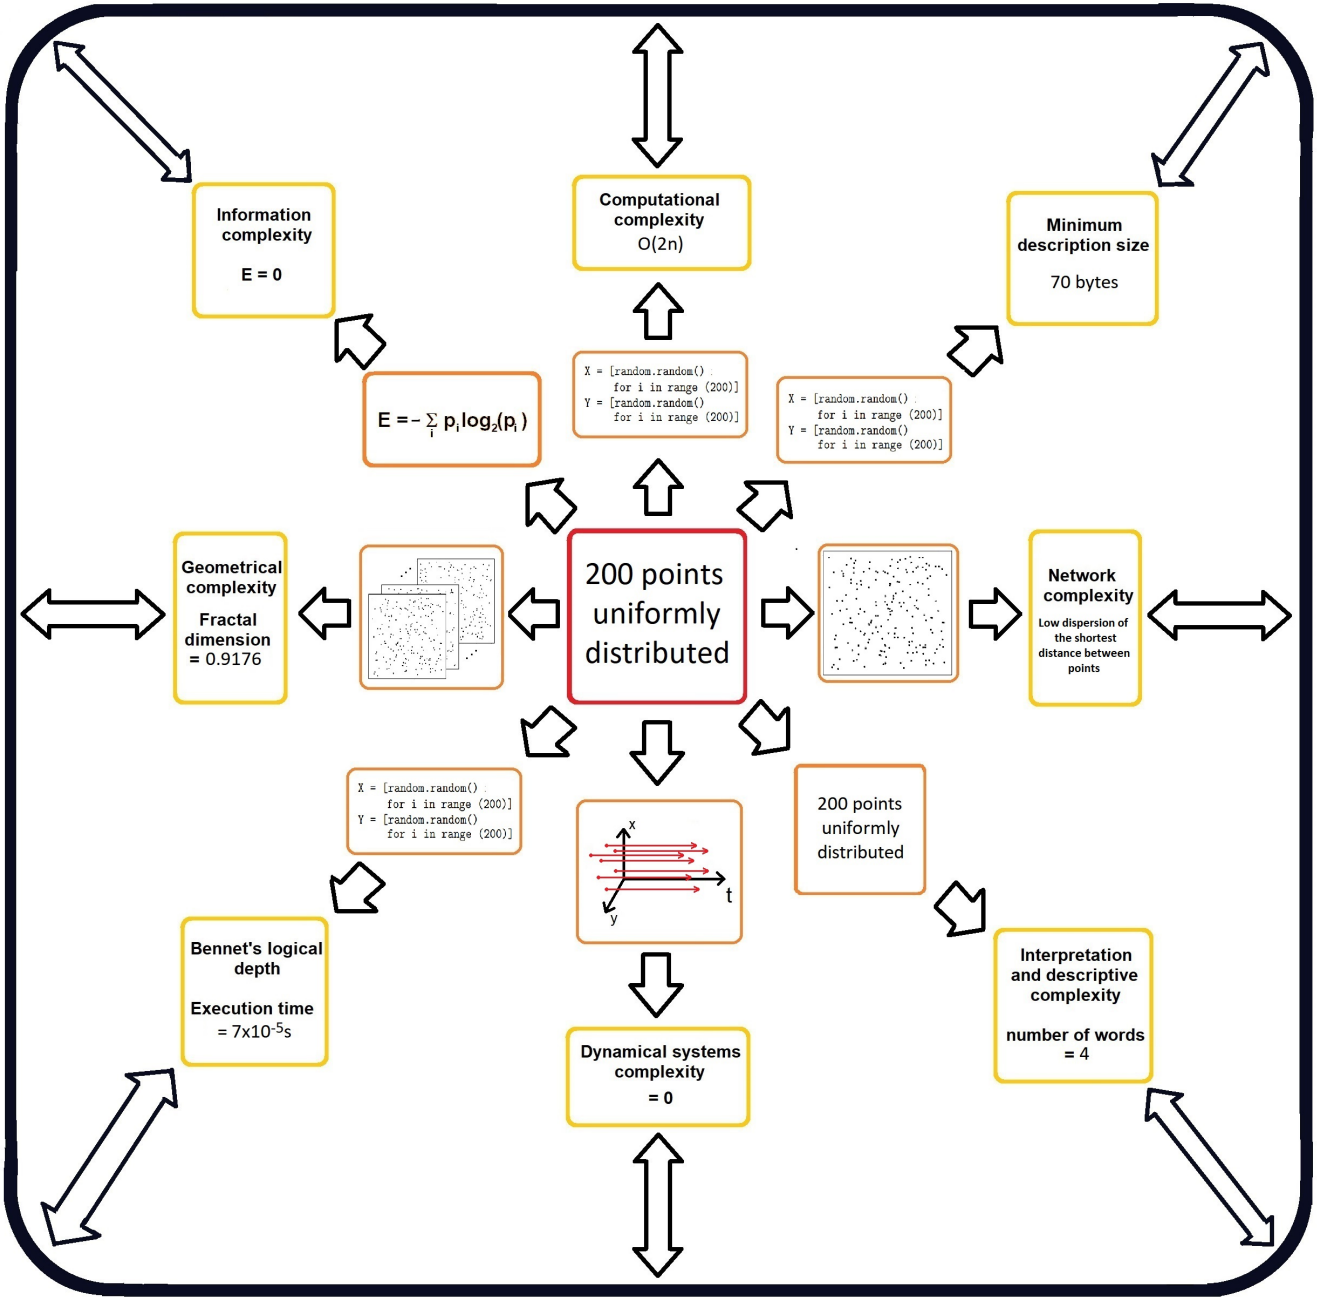 Information
complexity
E = 0
Computational
complexity
O(2n)
Minimum
description size
70 bytes
E = - Σ p_i log₂(p_i)
i
X = [random.random()
for i in range (200)]
Y = [random.random()
for i in range (200)]
X = [random.random()
for i in range (200)]
Y = [random.random()
for i in range (200)]
Geometrical
complexity
Fractal
dimension
= 0.9176
200 points
uniformly
distributed
Network
complexity
Low dispersion of
the shortest
distance between
points
X = [random.random()
for i in range (200)]
Y = [random.random()
for i in range (200)]
x
t
y
200 points
uniformly
distributed
Bennet's logical
depth
Execution time
= 7x10⁻⁵s
Dynamical systems
complexity
= 0
Interpretation
and descriptive
complexity
number of words
= 4